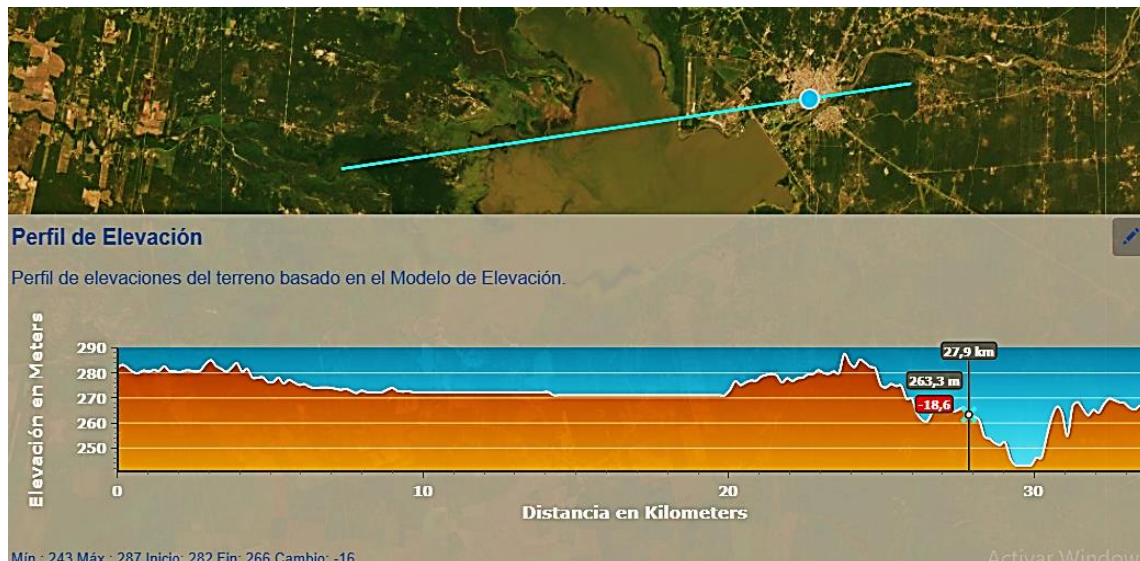 Perfil de Elevación
Perfil de elevaciones del terreno basado en el Modelo de Elevación.
Elevación en Meters
290
280
270
260
250
27,9 km
263,3 m
-18,6
0
10
20
30
Distancia en Kilometers
Mín.: 243 Máx.: 287 Inicio: 282 Fin: 266 Cambio: -16
Activar Window